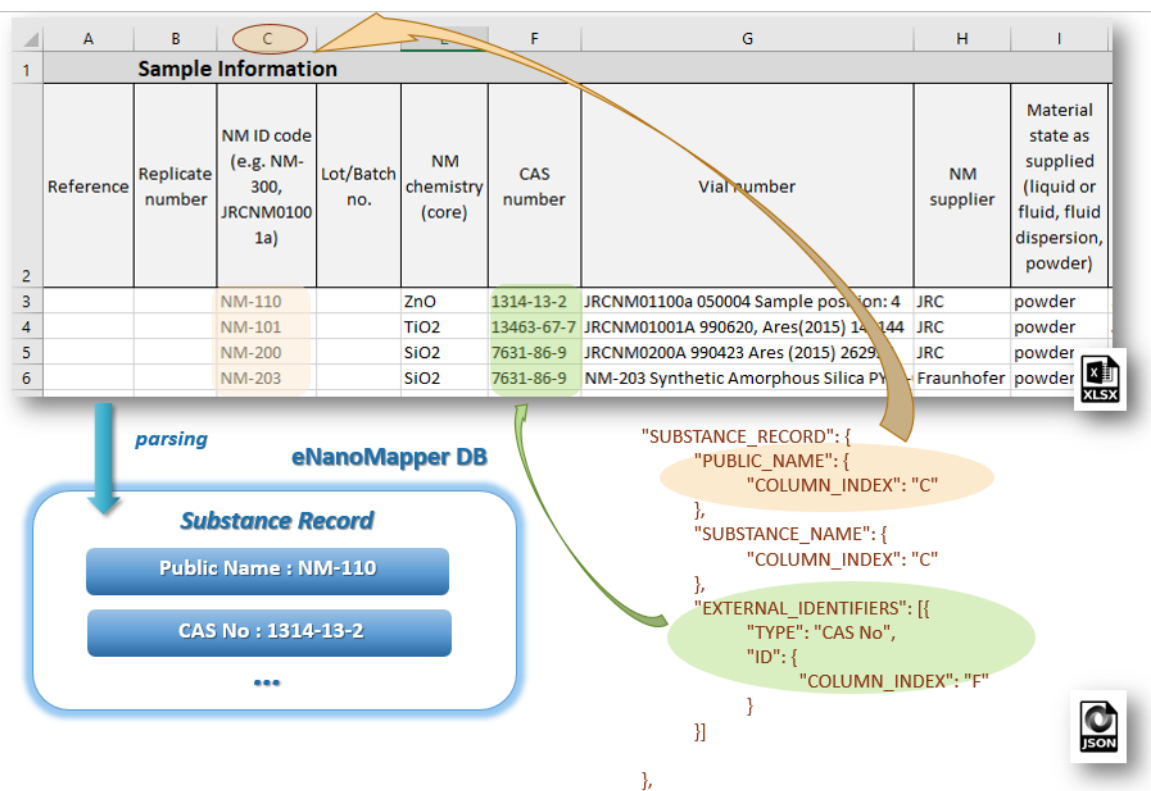 A B C F G H I
1 Sample Information
Reference
Replicate
number
NM ID code
(e.g. NM-
300,
JRCNM0100
1a)
Lot/Batch
no.
NM
chemistry
(core)
CAS
number
Vial number
NM
supplier
Material
state as
supplied
(liquid or
fluid, fluid
dispersion,
powder)
2
3 NM-110 ZnO 1314-13-2 JRCNM01100a 050004 Sample position: 4 JRC powder
4 NM-101 TiO2 13463-67-7 JRCNM01001A 990620, Ares(2015) JRC powder
5 NM-200 SiO2 7631-86-9 JRCNM0200A 990423 Ares (2015) JRC powder
6 NM-203 SiO2 7631-86-9 NM-203 Synthetic Amorphous Silica Fraunhofer powder
XLSX
parsing
eNanoMapper DB
Substance Record
Public Name : NM-110
CAS No : 1314-13-2
...
"SUBSTANCE_RECORD": {
"PUBLIC_NAME": {
"COLUMN_INDEX": "C"
},
"SUBSTANCE_NAME": {
"COLUMN_INDEX": "C"
},
"EXTERNAL_IDENTIFIERS": [{
"TYPE": "CAS No",
"ID": {
"COLUMN_INDEX": "F"
}
}]
},
JSON